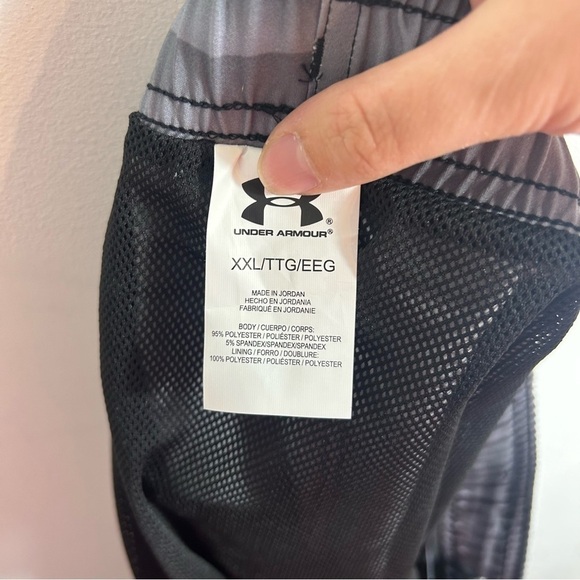 UNDER ARMOUR®
XXL/TTG/EEG
MADE IN JORDAN
HECHO EN JORDANIA
FABRIQUÉ EN JORDANIE
BODY / CUERPO / CORPS:
95% POLYESTER / POLIÉSTER / POLYESTER
5% SPANDEX/SPANDEX/SPANDEX
LINING / FORRO / DOUBLURE:
100% POLYESTER / POLIÉSTER / POLYESTER